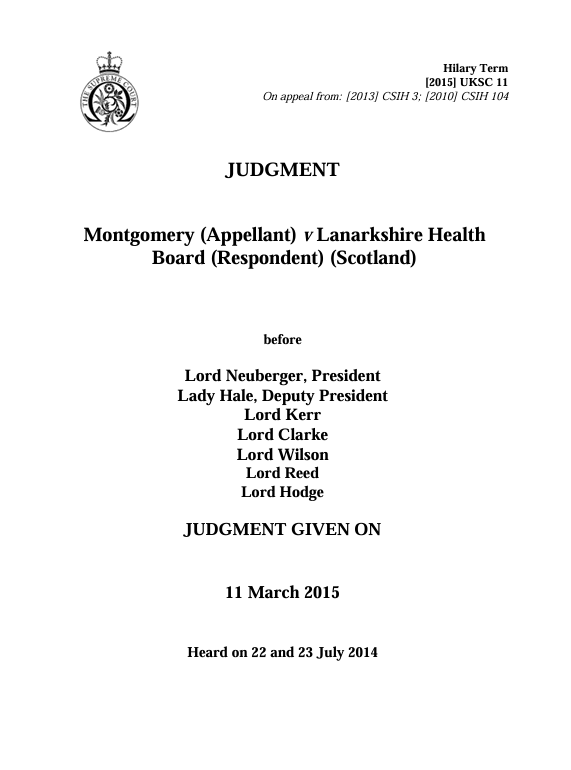 THE SUPREME COURT
Hilary Term
[2015] UKSC 11
On appeal from: [2013] CSIH 3; [2010] CSIH 104
JUDGMENT
Montgomery (Appellant) v Lanarkshire Health
Board (Respondent) (Scotland)
before
Lord Neuberger, President
Lady Hale, Deputy President
Lord Kerr
Lord Clarke
Lord Wilson
Lord Reed
Lord Hodge
JUDGMENT GIVEN ON
11 March 2015
Heard on 22 and 23 July 2014